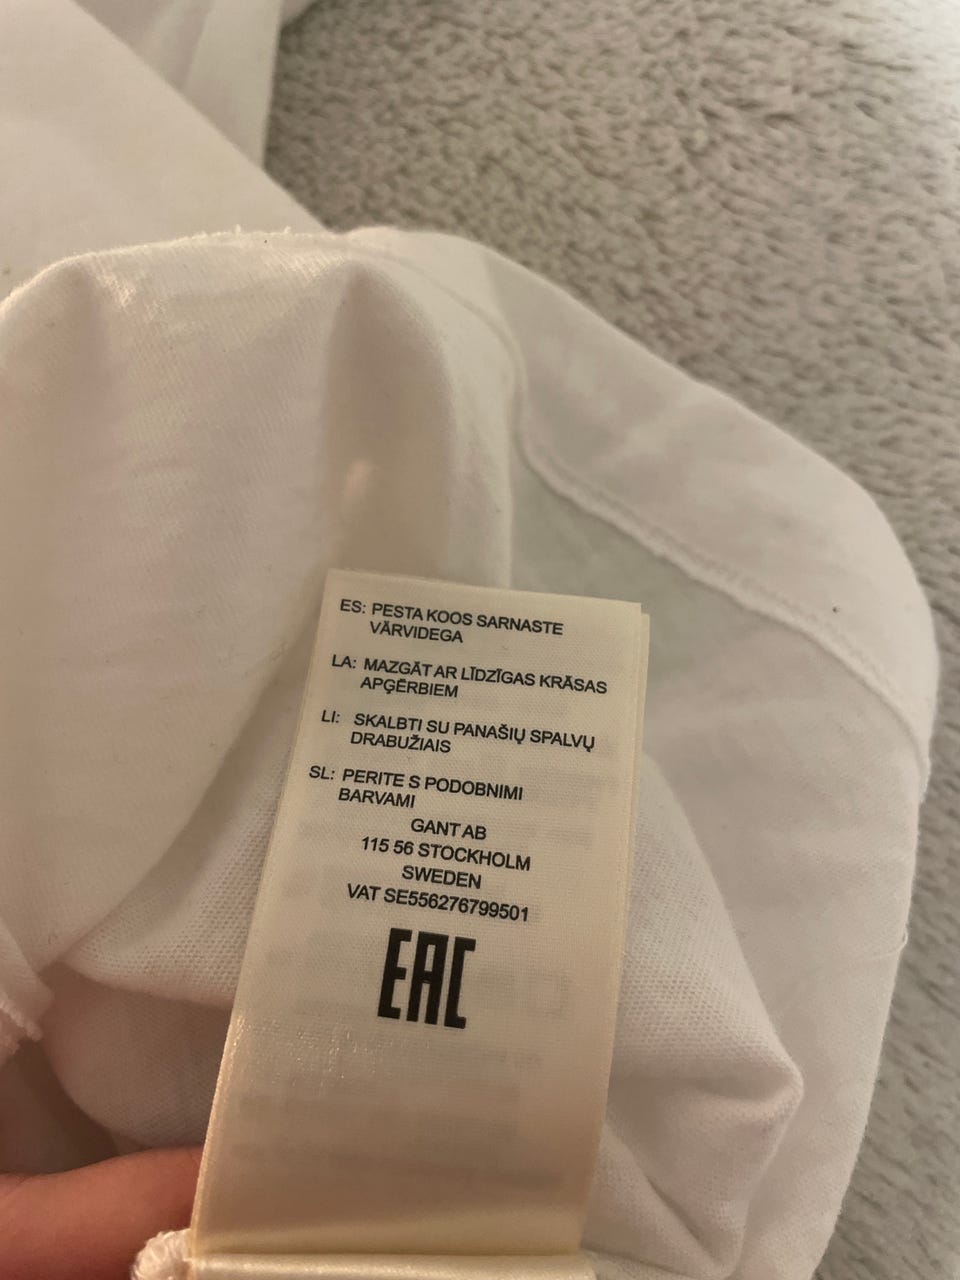 ES: PESTA KOOS SARNASTE
VÄRVIDEGA
LA: MAZGĀT AR LĪDZĪGAS KRĀSAS
APĢĒRBIEM
LI: SKALBTI SU PANAŠIŲ SPALVŲ
DRABUŽIAIS
SL: PERITE S PODOBNIMI
BARVAMI
GANT AB
115 56 STOCKHOLM
SWEDEN
VAT SE556276799501
EAC